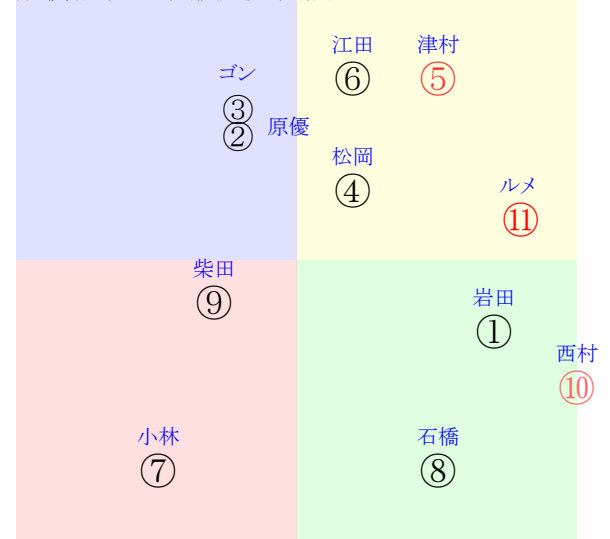 江田
津村
ゴン
⑥
⑤
③
②
原優
松岡
④
ルメ
⑪
柴田
⑨
岩田
①
西村
⑩
小林
石橋
⑦
⑧